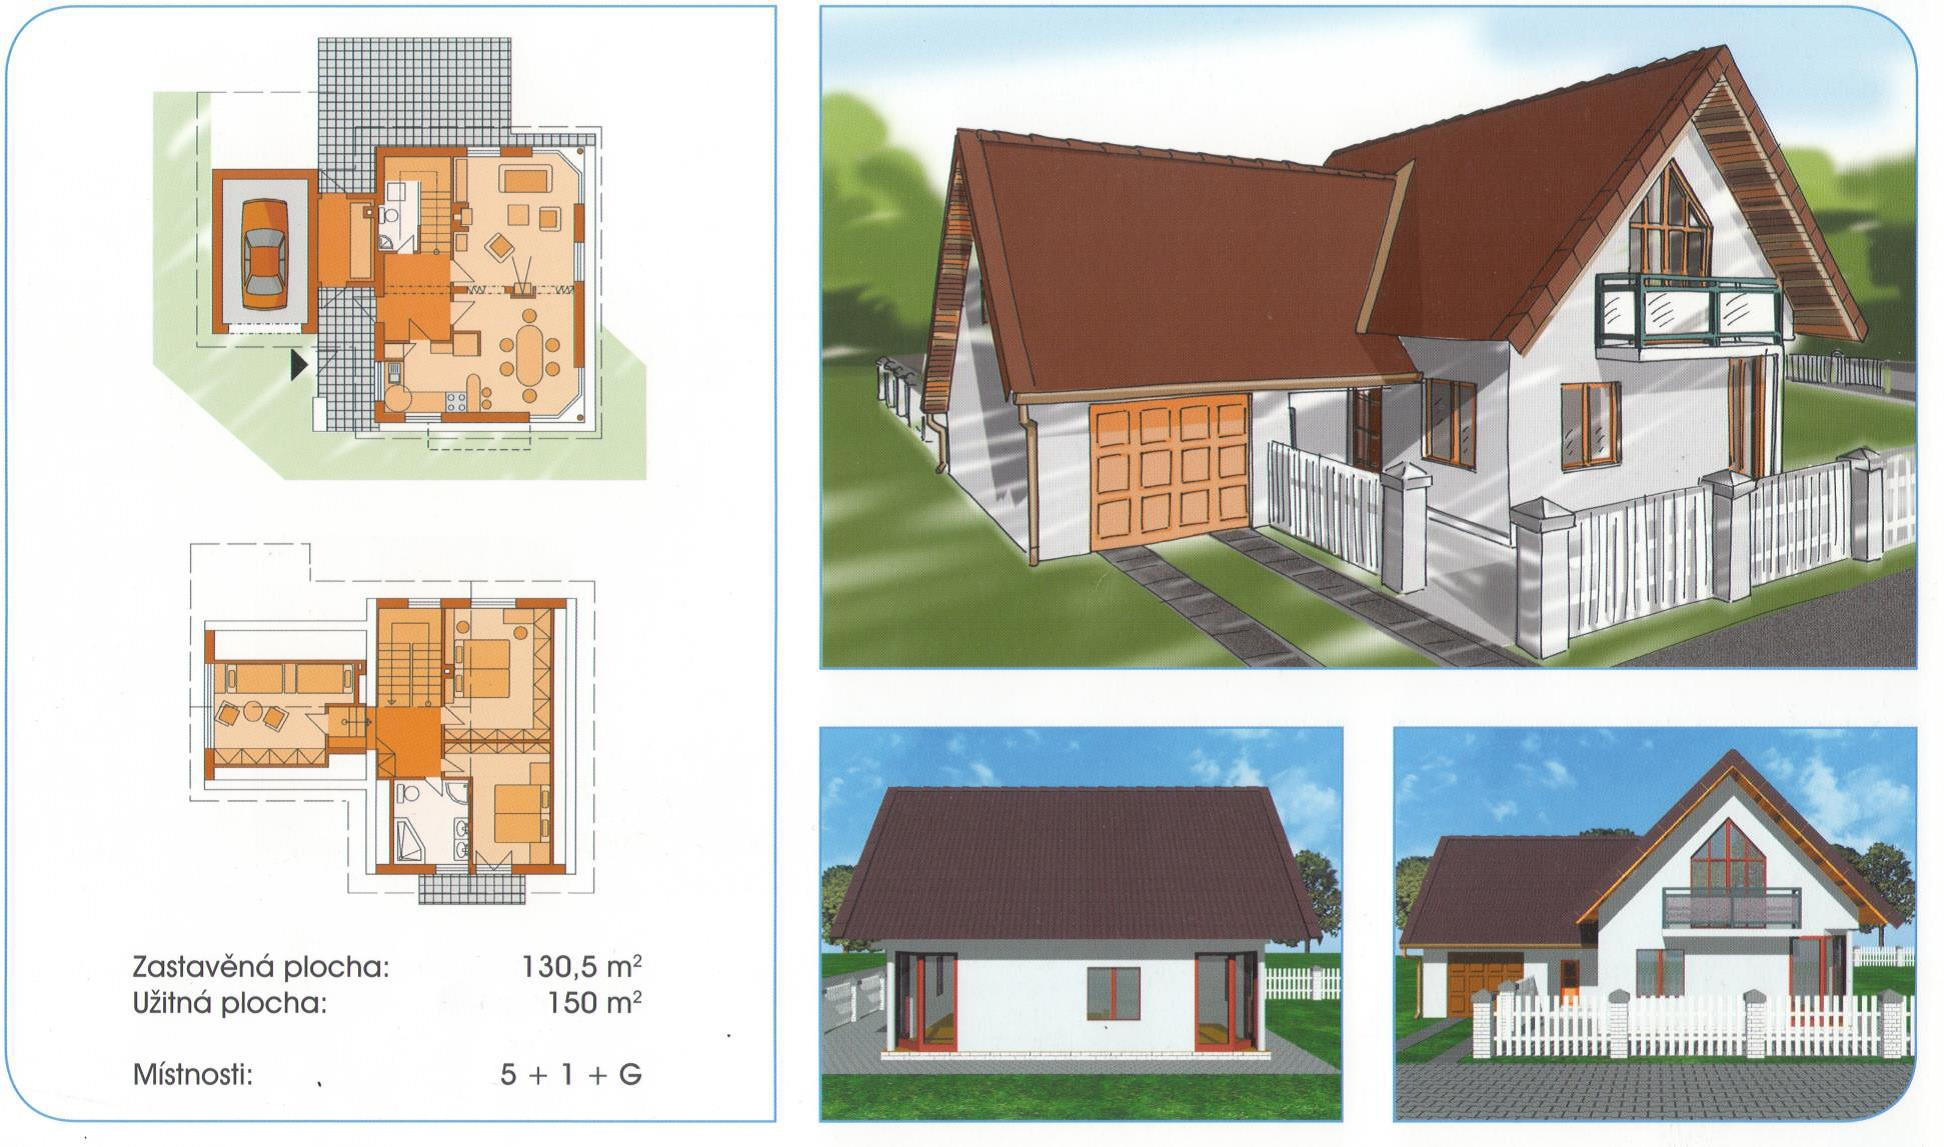 Zastavěná plocha: 130,5 m²
Užitná plocha: 150 m²
Místnosti: 5 + 1 + G